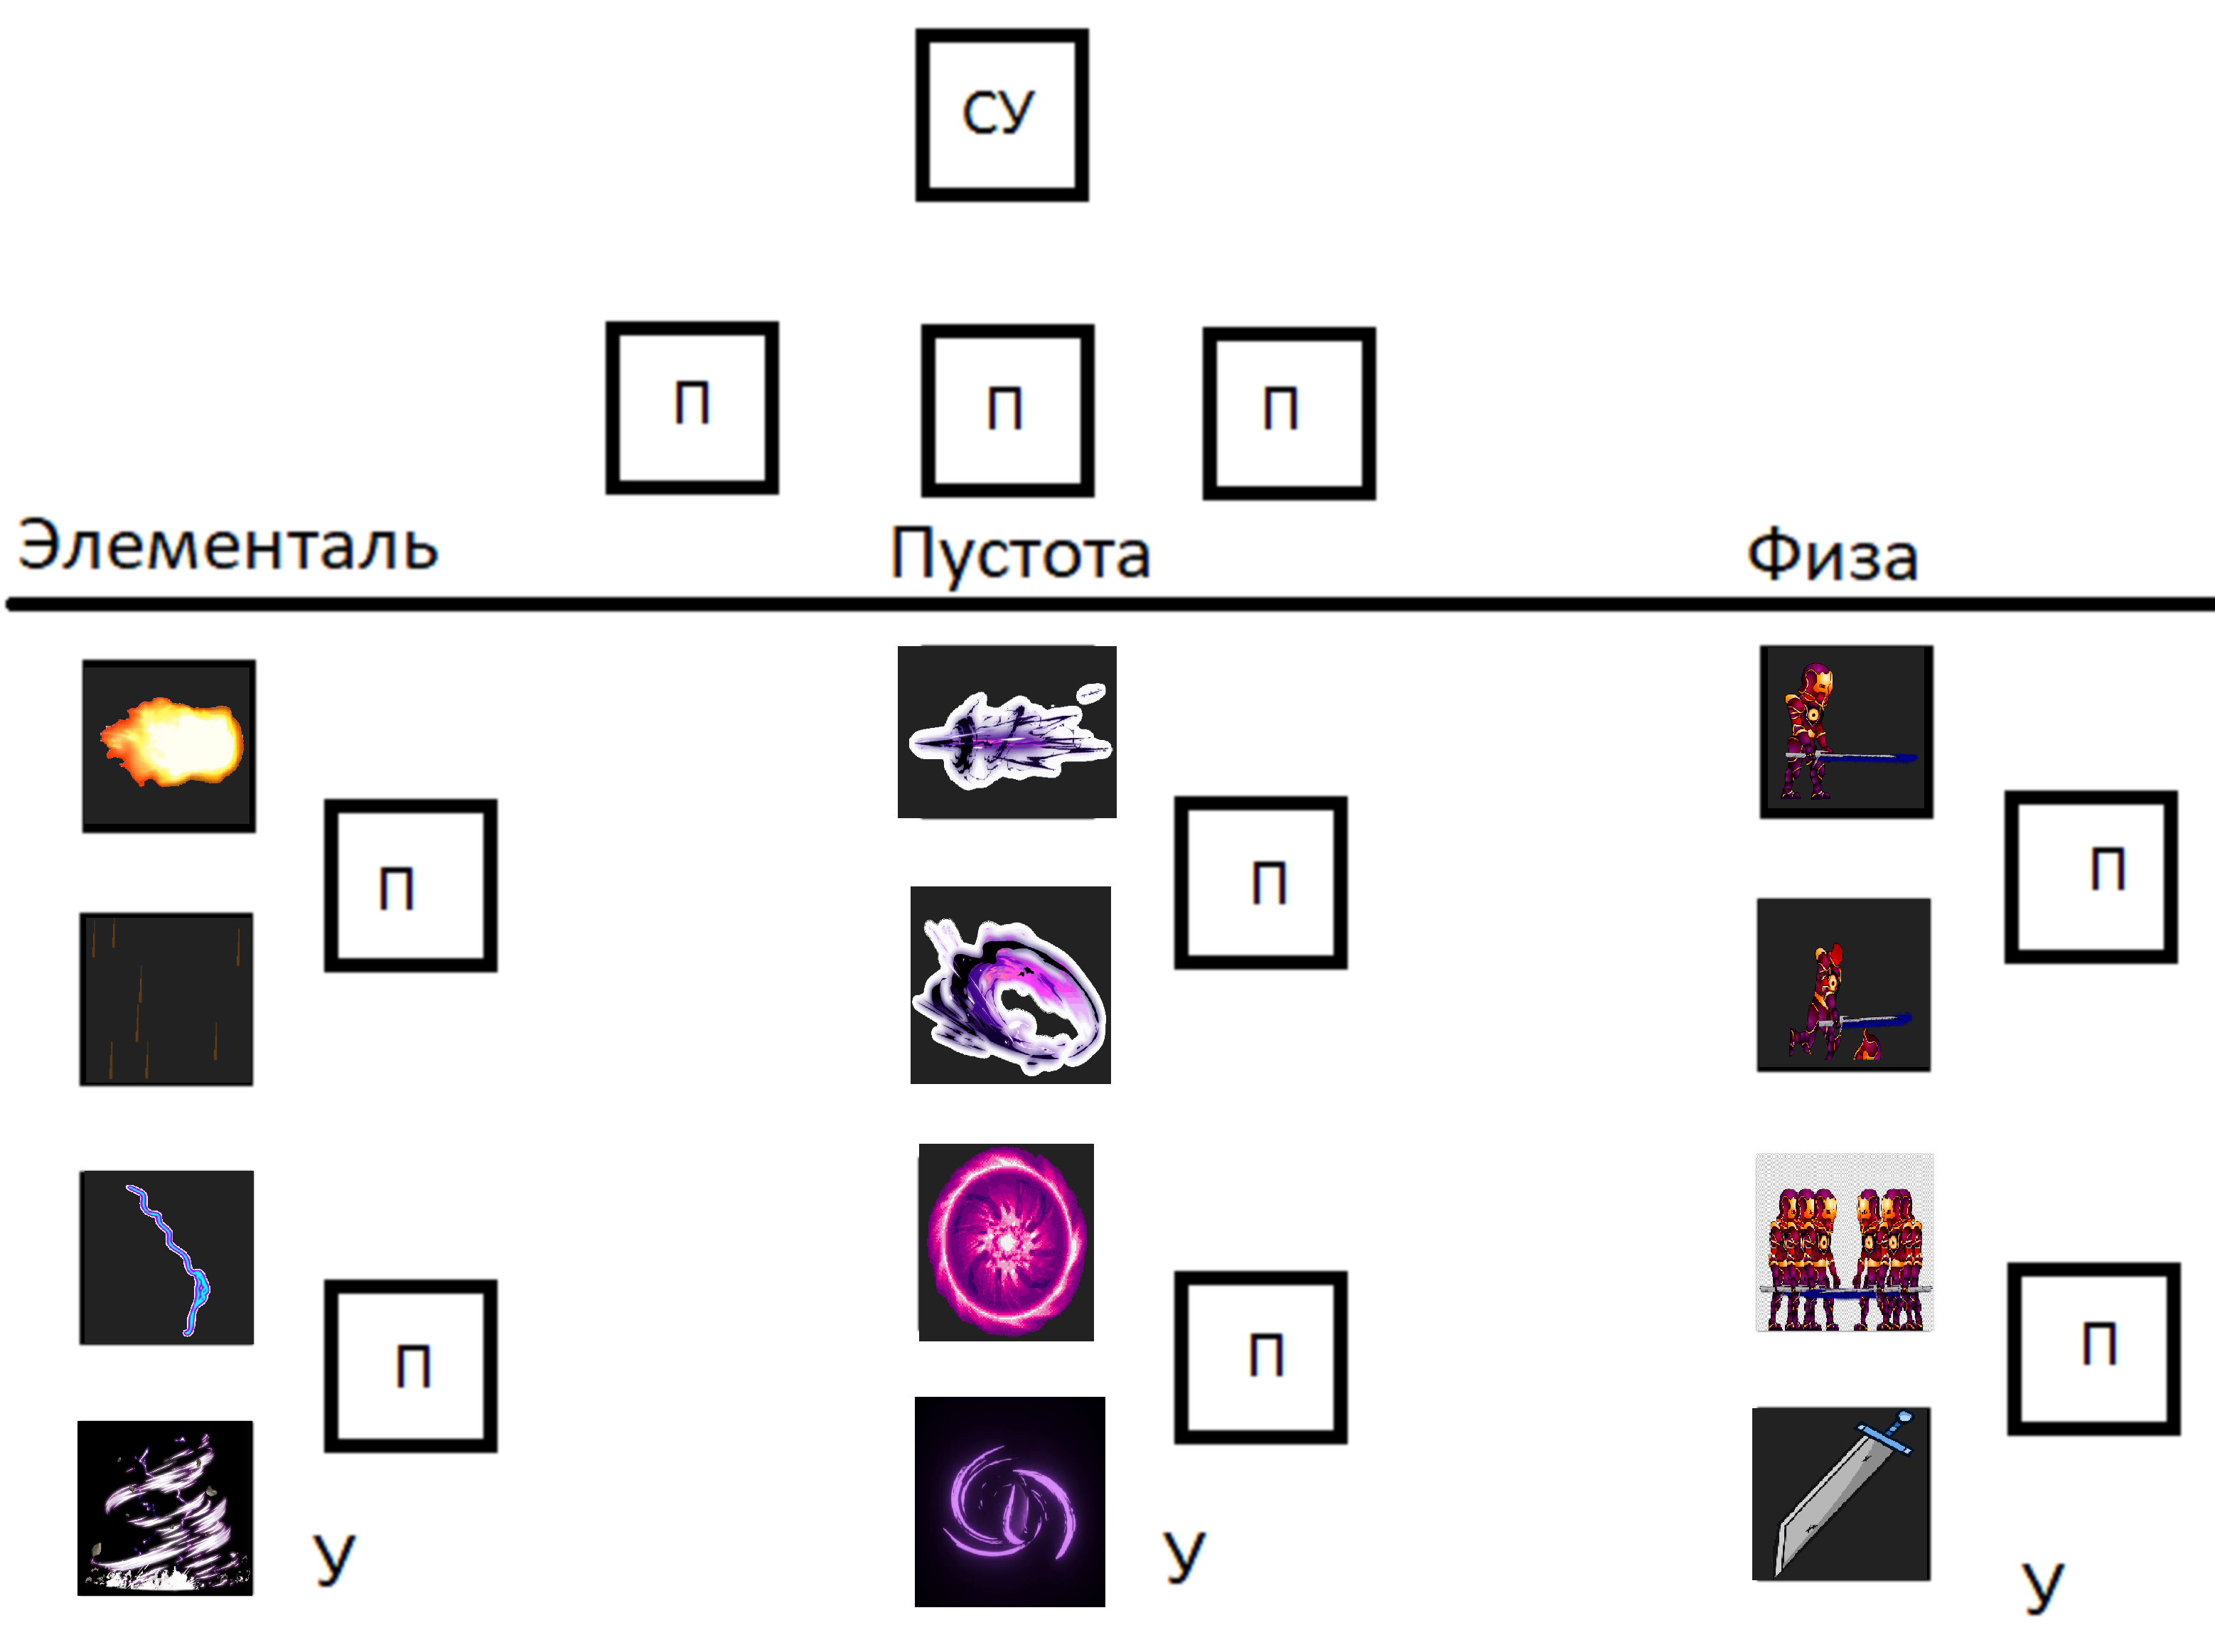 СУ
П П П
Элементаль Пустота Физа
П П П
П П П
У У У